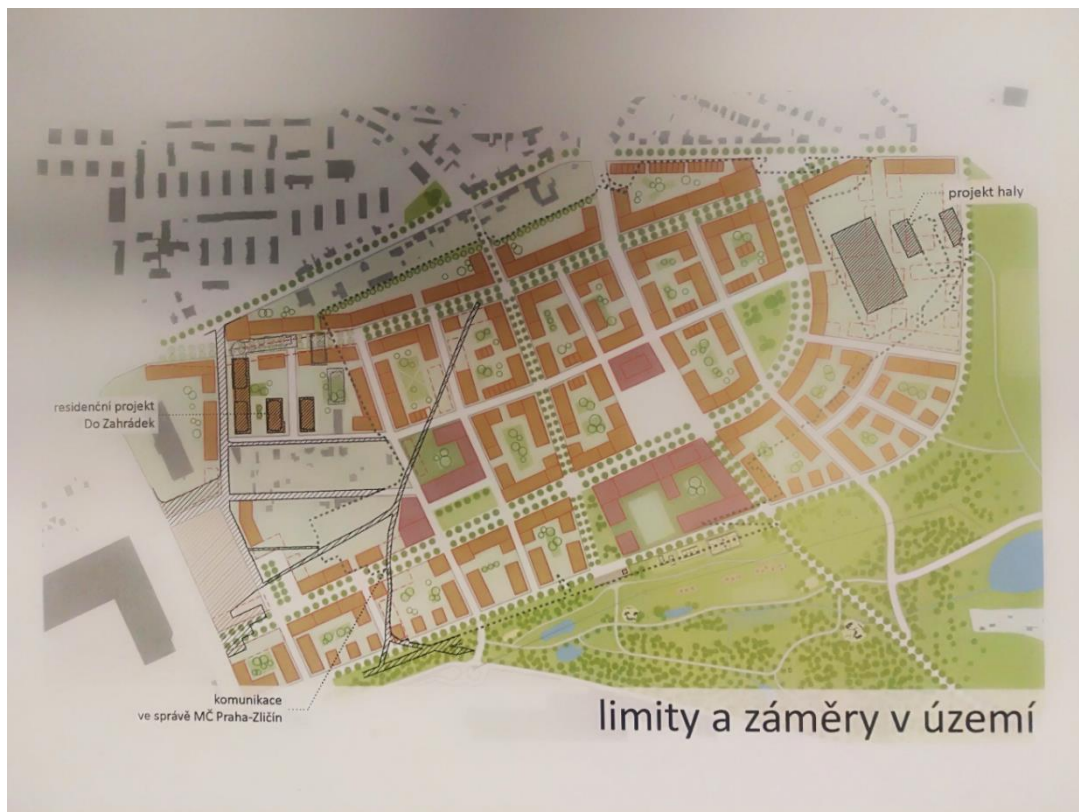 projekt haly
residenční projekt
Do Zahrádek
komunikace
ve správě MČ Praha-Zličín
limity a záměry v území